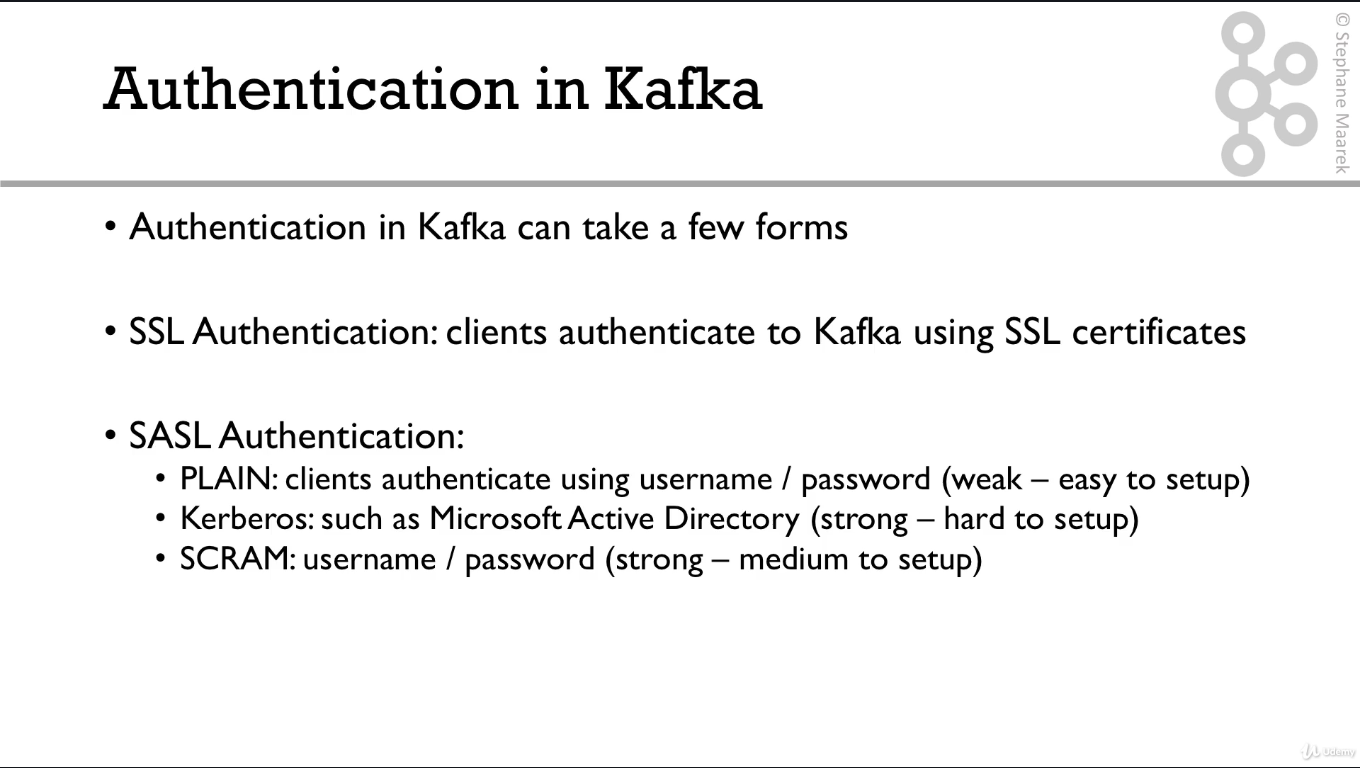 Authentication in Kafka
© Stephane Maarek
• Authentication in Kafka can take a few forms
• SSL Authentication: clients authenticate to Kafka using SSL certificates
• SASL Authentication:
• PLAIN: clients authenticate using username / password (weak – easy to setup)
• Kerberos: such as Microsoft Active Directory (strong – hard to setup)
• SCRAM: username / password (strong – medium to setup)
Udemy